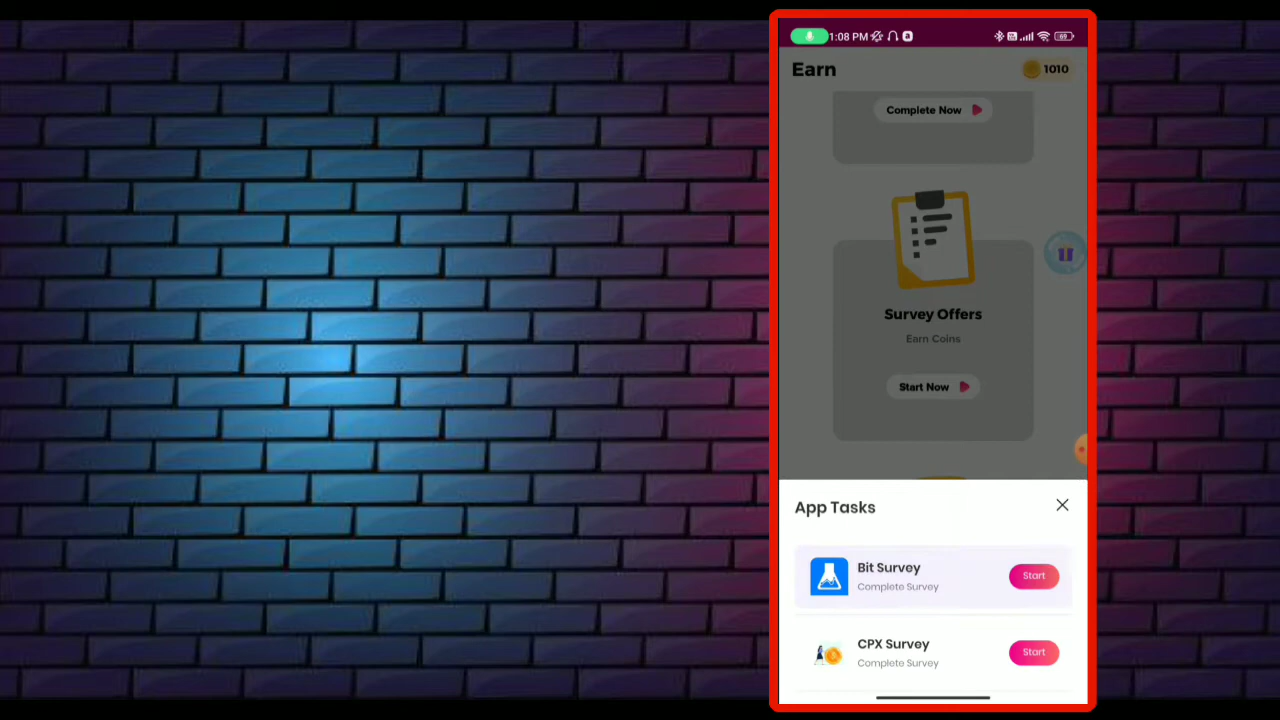 1:08 PM
69
Earn
1010
Complete Now
Survey Offers
Earn Coins
Start Now
App Tasks
Bit Survey
Complete Survey
Start
CPX Survey
Complete Survey
Start